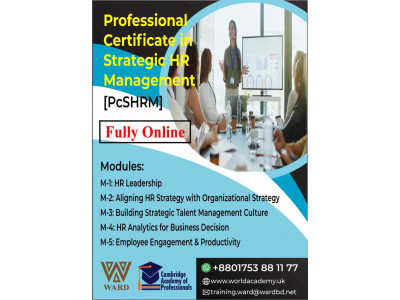 Professional
Certificate in
Strategic HR
Management
[PcSHRM]
Fully Online
Modules:
M-1: HR Leadership
M-2: Aligning HR Strategy with Organizational Strategy
M-3: Building Strategic Talent Management Culture
M-4: HR Analytics for Business Decision
M-5: Employee Engagement & Productivity
WARD
Cambridge
Academy of
Professionals
+8801753 88 11 77
www.worldacademy.uk
training.ward@wardbd.net